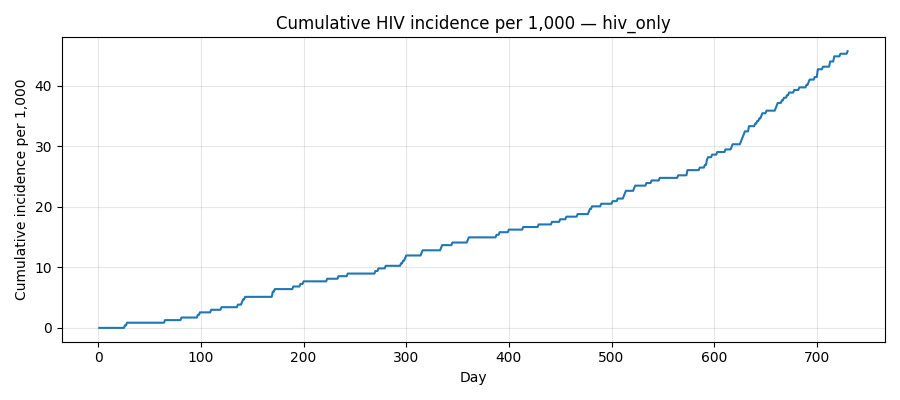 Cumulative HIV incidence per 1,000 — hiv_only
Cumulative incidence per 1,000
40
30
20
10
0
0 100 200 300 400 500 600 700
Day